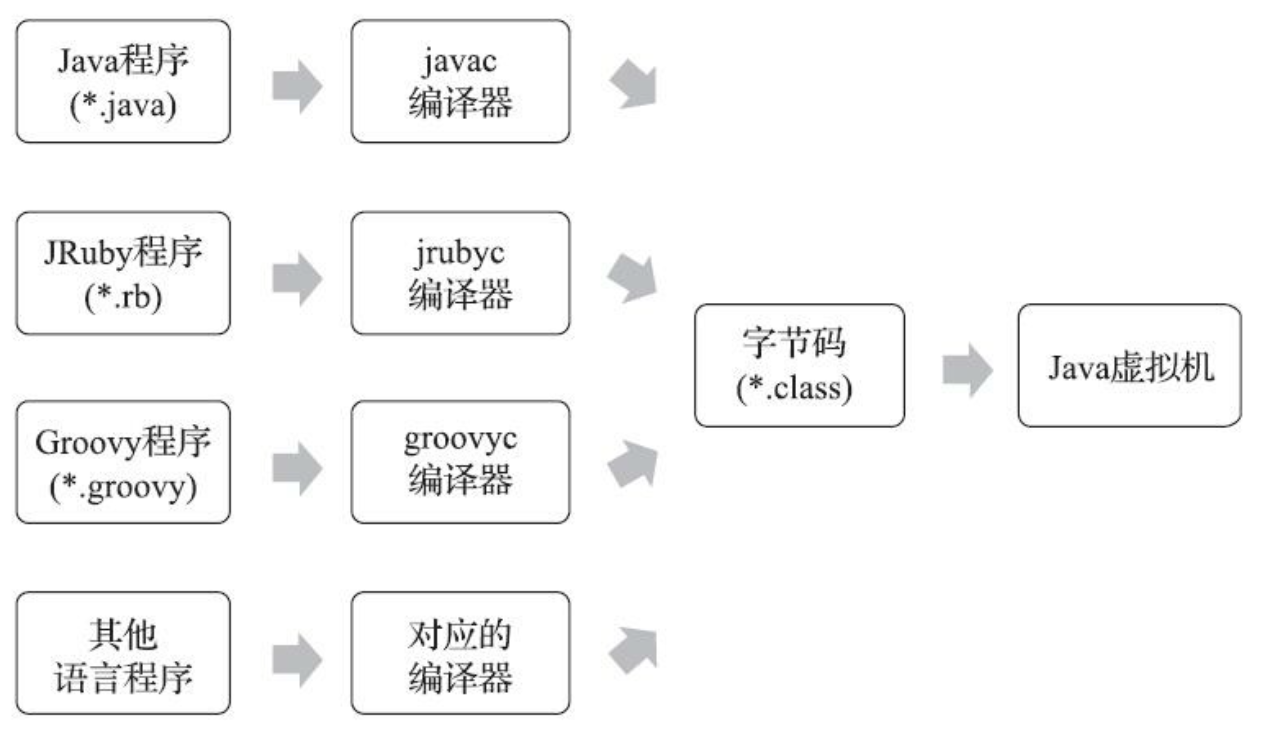 Java程序
(*.java)
javac
编译器
JRuby程序
(*.rb)
jrubyc
编译器
Groovy程序
(*.groovy)
groovyc
编译器
其他
语言程序
对应的
编译器
字节码
(*.class)
Java虚拟机